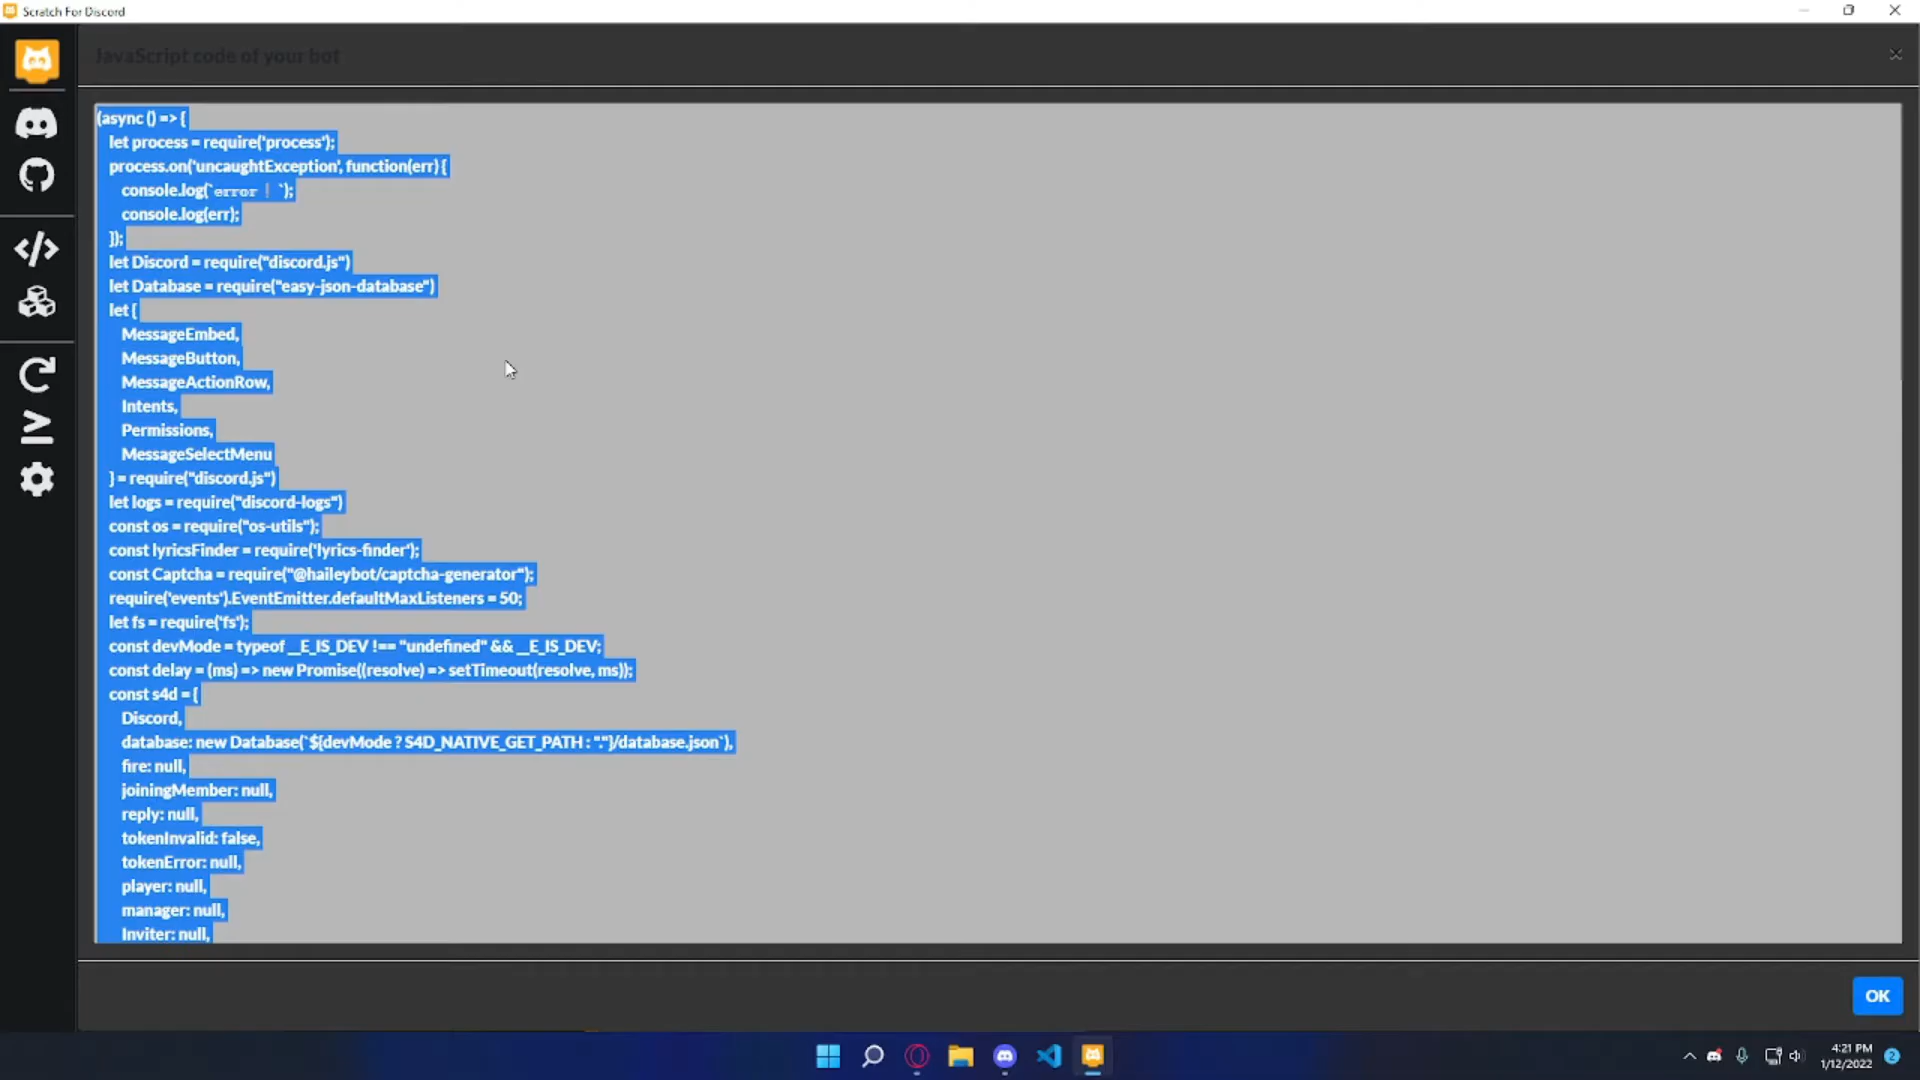 Scratch For Discord
JavaScript code of your bot
(async () => {
let process = require('process');
process.on('uncaughtException', function(err) {
console.log(`error | `);
console.log(err);
});
let Discord = require("discord.js")
let Database = require("easy-json-database")
let {
MessageEmbed,
MessageButton,
MessageActionRow,
Intents,
Permissions,
MessageSelectMenu
} = require("discord.js")
let logs = require("discord-logs")
const os = require("os-utils");
const lyricsFinder = require('lyrics-finder');
const Captcha = require("@haileybot/captcha-generator");
require('events').EventEmitter.defaultMaxListeners = 50;
let fs = require('fs');
const devMode = typeof __E_IS_DEV !== "undefined" && __E_IS_DEV;
const delay = (ms) => new Promise((resolve) => setTimeout(resolve, ms));
const s4d = {
Discord,
database: new Database(`${devMode ? S4D_NATIVE_GET_PATH : "."}/database.json`),
fire: null,
joiningMember: null,
reply: null,
tokenInvalid: false,
tokenError: null,
player: null,
manager: null,
Inviter: null,
OK
4:21 PM
1/12/2022
2